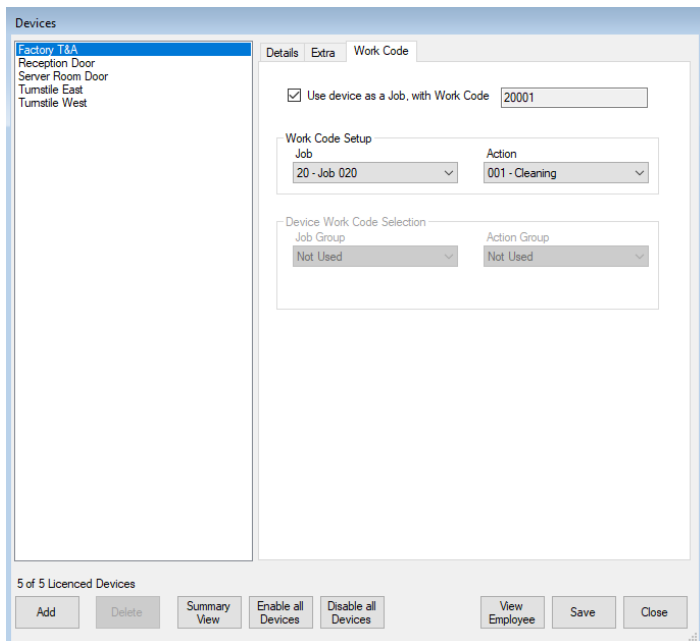 Devices
Factory T&A
Reception Door
Server Room Door
Turnstile East
Turnstile West
Details Extra Work Code
Use device as a Job, with Work Code 20001
Work Code Setup
Job Action
20 - Job 020 001 - Cleaning
Device Work Code Selection
Job Group Action Group
Not Used Not Used
5 of 5 Licenced Devices
Add Delete Summary View Enable all Devices Disable all Devices View Employee Save Close